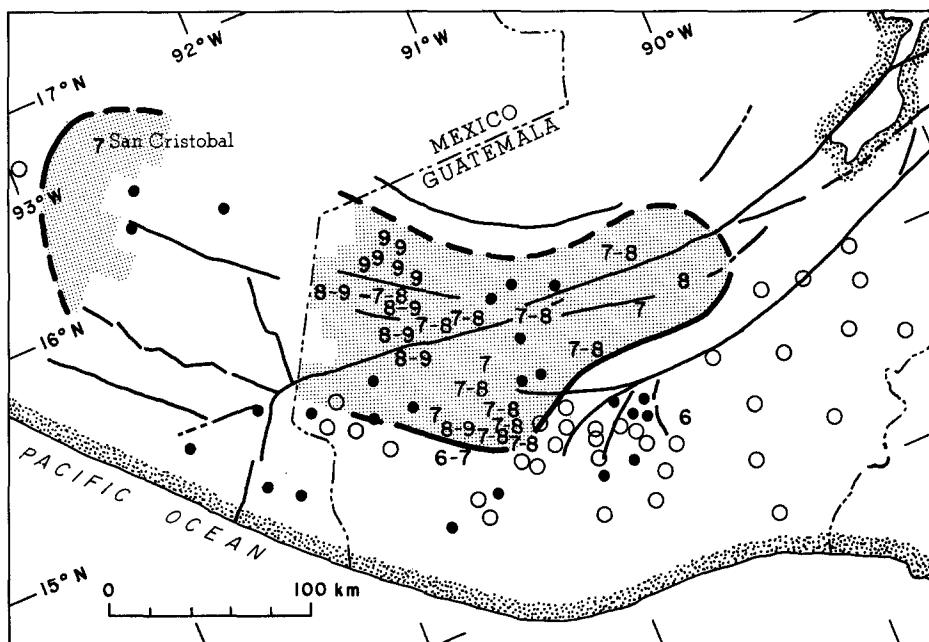 92°W
91°W
90°W
17°N
MEXICO
GUATEMALA
7 San Cristobal
93°W
9
9
7-8
9
9 9
9
8
8-9
-7-8
8-9
7-8
7-8
7-8
7
16°N
8-9
8-9
7-8
7
7-8
7
7-8
6
8-9
7-8
7-8
7-8
6-7
PACIFIC OCEAN
15°N
0 100 km